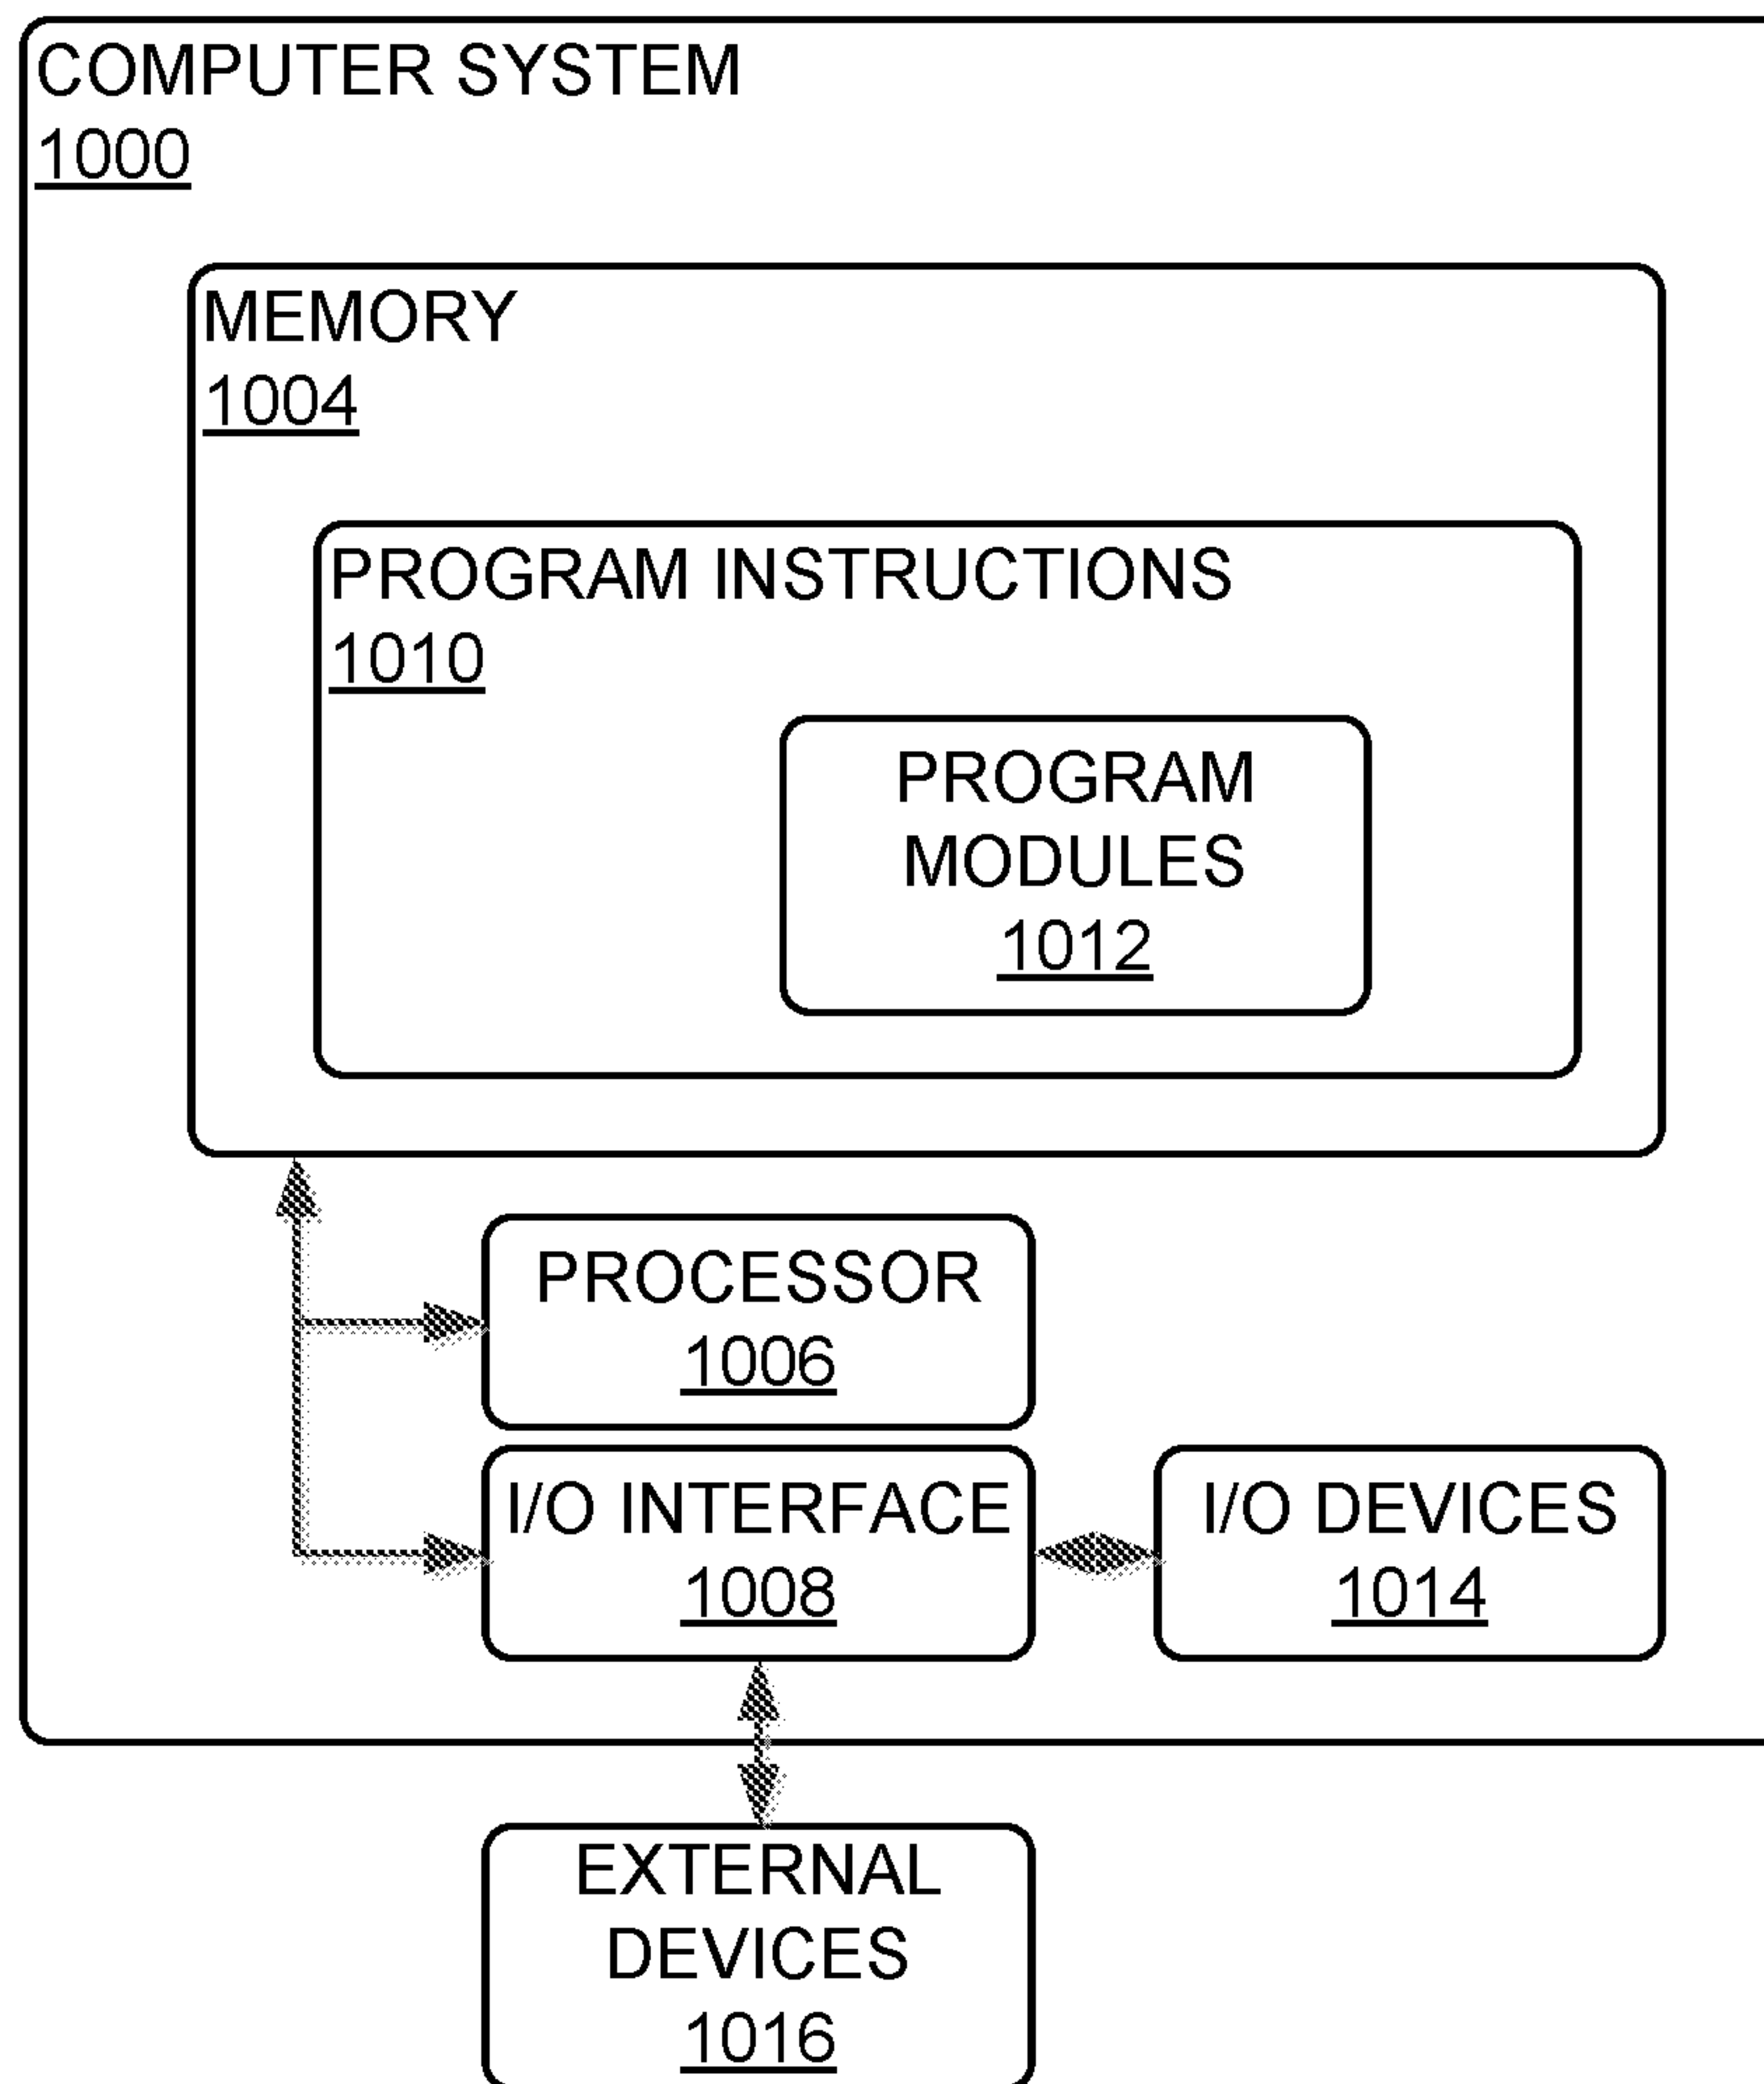 COMPUTER SYSTEM
1000
MEMORY
1004
PROGRAM INSTRUCTIONS
1010
PROGRAM
MODULES
1012
PROCESSOR
1006
I/O INTERFACE
1008
I/O DEVICES
1014
EXTERNAL
DEVICES
1016